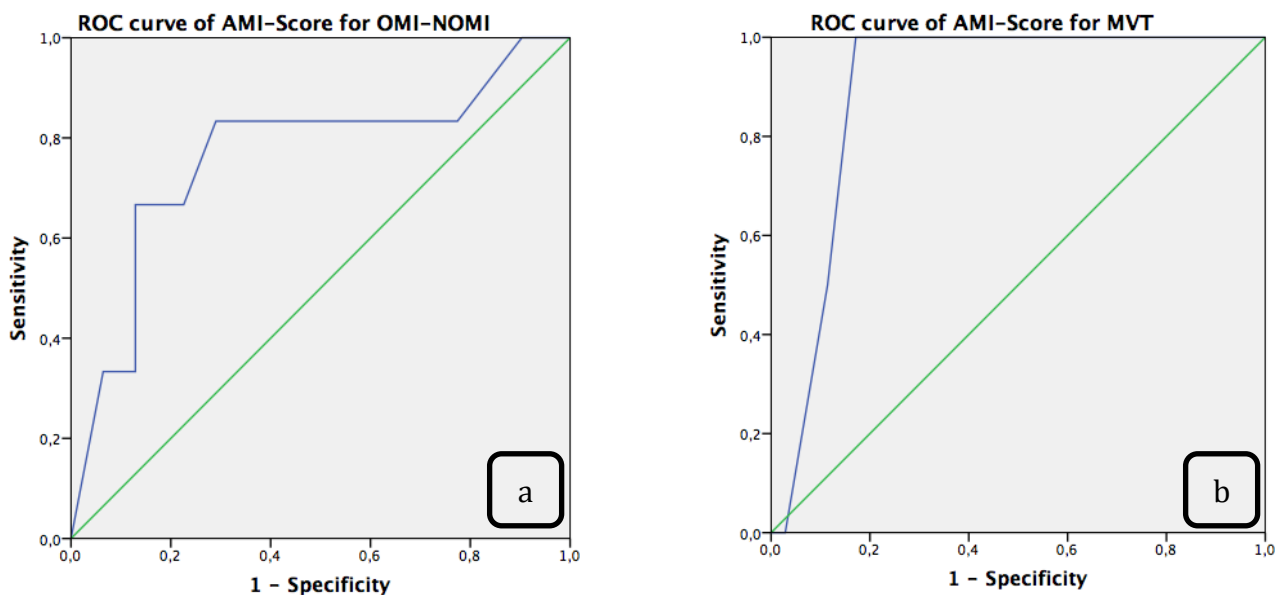 ROC curve of AMI-Score for OMI-NOMI
1,0
0,8
0,6
0,4
0,2
0,0
Sensitivity
0,0 0,2 0,4 0,6 0,8 1,0
1 - Specificity
a
ROC curve of AMI-Score for MVT
1,0
0,8
0,6
0,4
0,2
0,0
Sensitivity
0,0 0,2 0,4 0,6 0,8 1,0
1 - Specificity
b